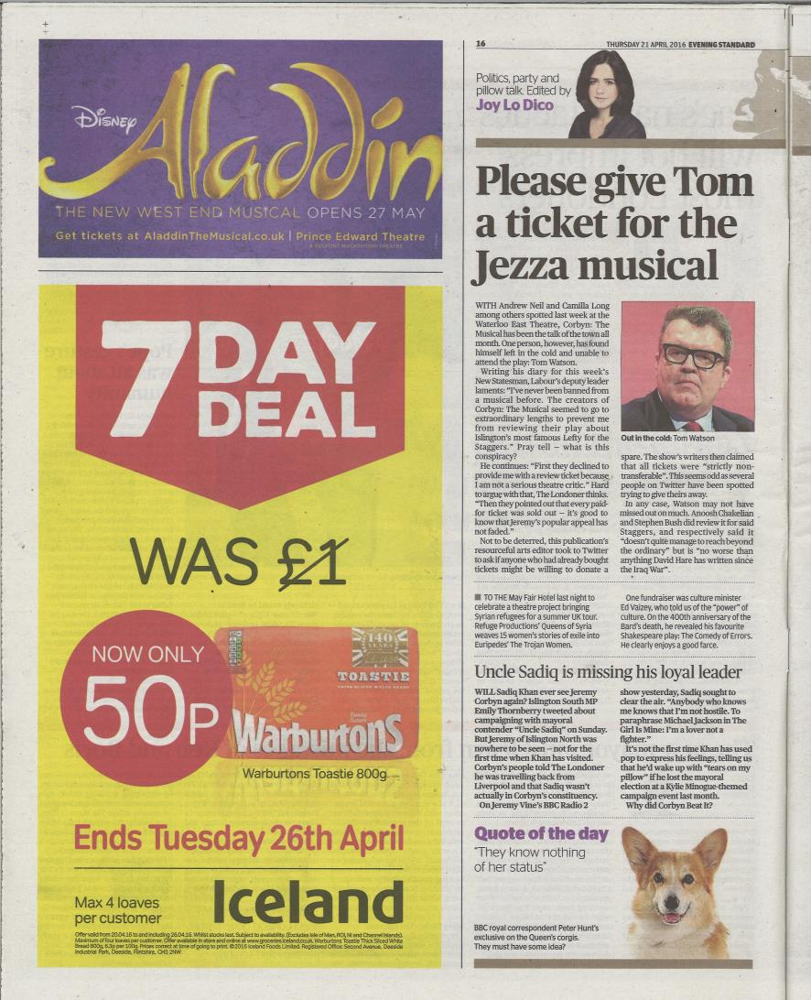 Disney
Aladdin
THE NEW WEST END MUSICAL OPENS 27 MAY
Get tickets at AladdinTheMusical.co.uk | Prince Edward Theatre
A DELFONT MACKINTOSH THEATRE
7 DAY
DEAL
WAS £1
NOW ONLY
50P
140
YEARS
TOASTIE
Family
Bakers
Warburtons
Warburtons Toastie 800g
Ends Tuesday 26th April
Max 4 loaves
per customer
Iceland
Offer valid from 20.04.16 to and including 26.04.16. Whilst stocks last. Subject to availability. (Excludes Isle of Man, ROI, NI and Channel Islands).
Maximum of four loaves per customer. Offer available in store and online at www.groceries.iceland.co.uk. Warburtons Toastie Thick Sliced White
Bread 800g, 6.3p per 100g. Prices correct at time of going to print. © 2016 Iceland Foods Limited. Registered Office: Second Avenue, Deeside
Industrial Park, Deeside, Flintshire, CH5 2NW.
16
THURSDAY 21 APRIL 2016 EVENING STANDARD
Politics, party and
pillow talk. Edited by
Joy Lo Dico
Please give Tom
a ticket for the
Jezza musical
WITH Andrew Neil and Camilla Long
among others spotted last week at the
Waterloo East Theatre, Corbyn: The
Musical has been the talk of the town all
month. One person, however, has found
himself left in the cold and unable to
attend the play: Tom Watson.
Writing his diary for this week's
New Statesman, Labour's deputy leader
laments: "I've never been banned from
a musical before. The creators of
Corbyn: The Musical seemed to go to
extraordinary lengths to prevent me
from reviewing their play about
Islington's most famous Lefty for the
Staggers." Pray tell — what is this
conspiracy?
He continues: "First they declined to
provide me with a review ticket because
I am not a serious theatre critic." Hard
to argue with that, The Londoner thinks.
"Then they pointed out that every paid-
for ticket was sold out — it's good to
know that Jeremy's popular appeal has
not faded."
Not to be deterred, this publication's
resourceful arts editor took to Twitter
to ask if anyone who had already bought
tickets might be willing to donate a
Out in the cold: Tom Watson
spare. The show's writers then claimed
that all tickets were "strictly non-
transferable". This seems odd as several
people on Twitter have been spotted
trying to give theirs away.
In any case, Watson may not have
missed out on much. Anoosh Chakelian
and Stephen Bush did review it for said
Staggers, and respectively said it
"doesn't quite manage to reach beyond
the ordinary" but is "no worse than
anything David Hare has written since
the Iraq War".
■ TO THE May Fair Hotel last night to
celebrate a theatre project bringing
Syrian refugees for a summer UK tour.
Refuge Productions' Queens of Syria
weaves 15 women's stories of exile into
Euripedes' The Trojan Women.
One fundraiser was culture minister
Ed Vaizey, who told us of the "power" of
culture. On the 400th anniversary of the
Bard's death, he revealed his favourite
Shakespeare play: The Comedy of Errors.
He clearly enjoys a good farce.
Uncle Sadiq is missing his loyal leader
WILL Sadiq Khan ever see Jeremy
Corbyn again? Islington South MP
Emily Thornberry tweeted about
campaigning with mayoral
contender "Uncle Sadiq" on Sunday.
But Jeremy of Islington North was
nowhere to be seen — not for the
first time when Khan has visited.
Corbyn's people told The Londoner
he was travelling back from
Liverpool and that Sadiq wasn't
actually in Corbyn's constituency.
On Jeremy Vine's BBC Radio 2
show yesterday, Sadiq sought to
clear the air. "Anybody who knows
me knows that I'm not hostile. To
paraphrase Michael Jackson in The
Girl Is Mine: I'm a lover not a
fighter."
It's not the first time Khan has used
pop to express his feelings, telling us
that he'd wake up with "tears on my
pillow" if he lost the mayoral
election at a Kylie Minogue-themed
campaign event last month.
Why did Corbyn Beat It?
Quote of the day
"They know nothing
of her status"
BBC royal correspondent Peter Hunt's
exclusive on the Queen's corgis.
They must have some idea?